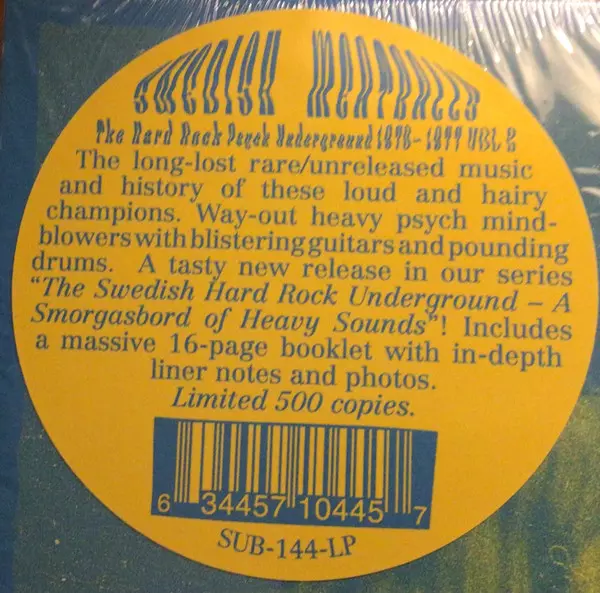 SWEDISH MEATBALLS
The Hard Rock Psych Underground 1970-1977 VOL 2
The long-lost rare/unreleased music
and history of these loud and hairy
champions. Way-out heavy psych mind-
blowers with blistering guitars and pounding
drums. A tasty new release in our series
“The Swedish Hard Rock Underground – A
Smorgasbord of Heavy Sounds”! Includes
a massive 16-page booklet with in-depth
liner notes and photos.
Limited 500 copies.
6 34457 10445 7
SUB-144-LP